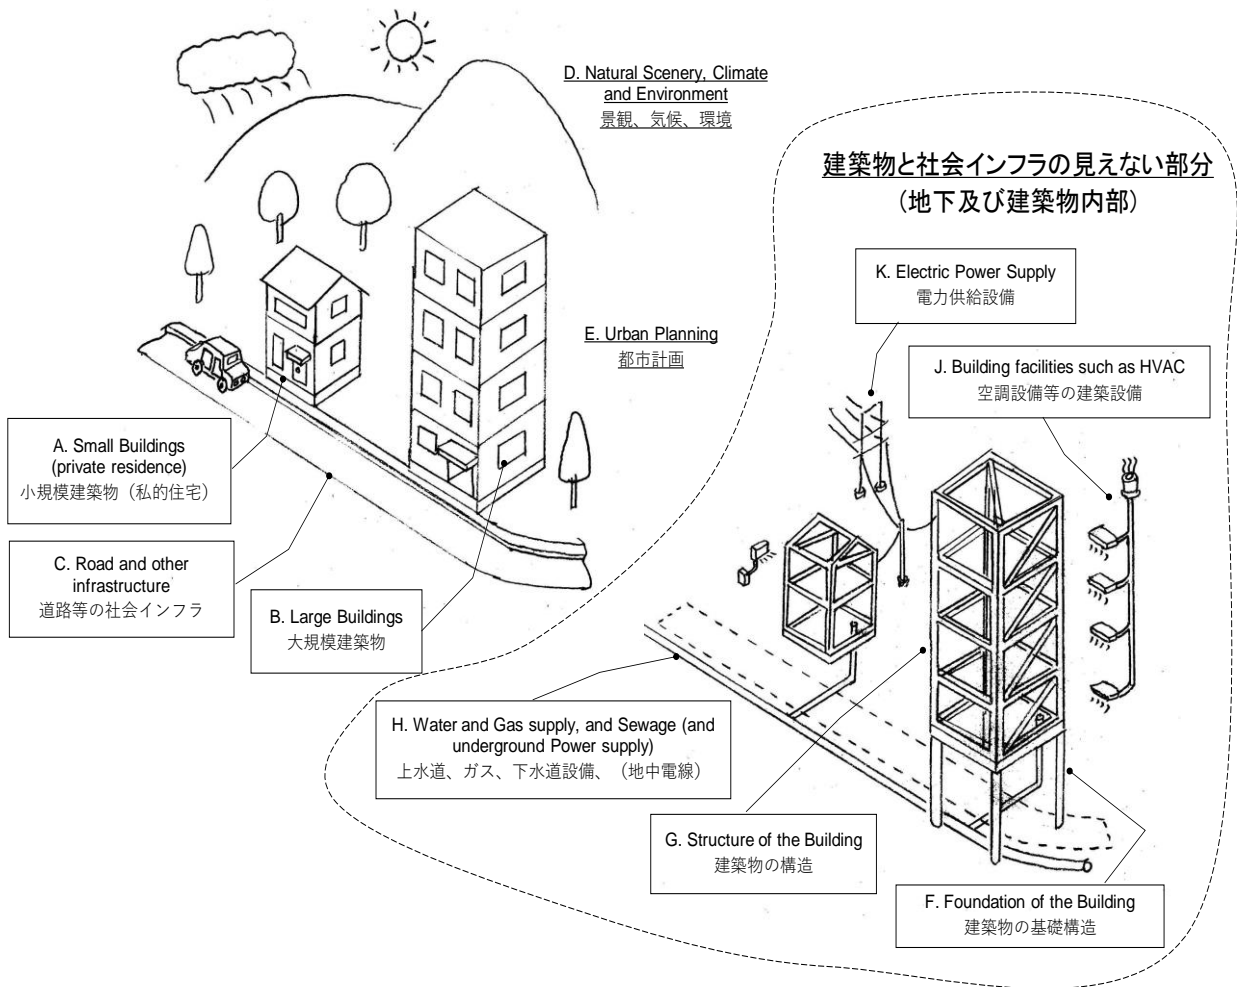 D. Natural Scenery, Climate
and Environment
景観、気候、環境
建築物と社会インフラの見えない部分
（地下及び建築物内部）
K. Electric Power Supply
電力供給設備
E. Urban Planning
都市計画
J. Building facilities such as HVAC
空調設備等の建築設備
A. Small Buildings
(private residence)
小規模建築物（私的住宅）
C. Road and other
infrastructure
道路等の社会インフラ
B. Large Buildings
大規模建築物
H. Water and Gas supply, and Sewage (and
underground Power supply)
上水道、ガス、下水道設備、（地中電線）
G. Structure of the Building
建築物の構造
F. Foundation of the Building
建築物の基礎構造